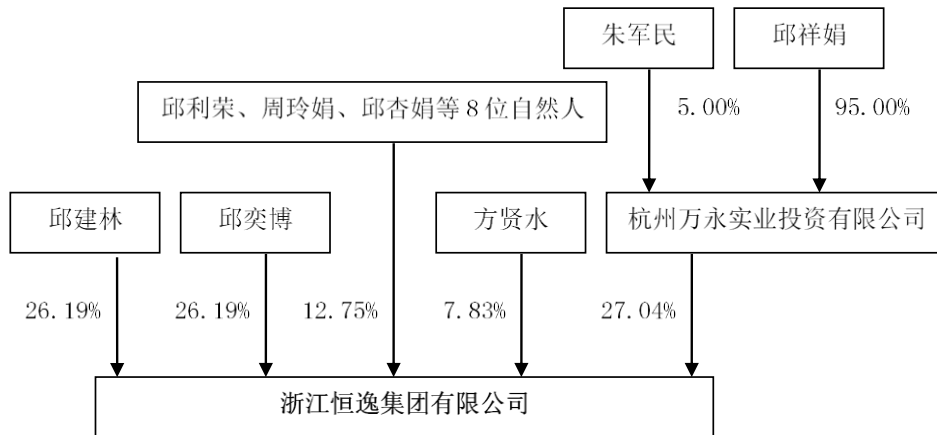 朱军民
邱祥娟
邱利荣、周玲娟、邱杏娟等 8 位自然人
5.00%
95.00%
邱建林
邱奕博
方贤水
杭州万永实业投资有限公司
26.19%
26.19%
12.75%
7.83%
27.04%
浙江恒逸集团有限公司